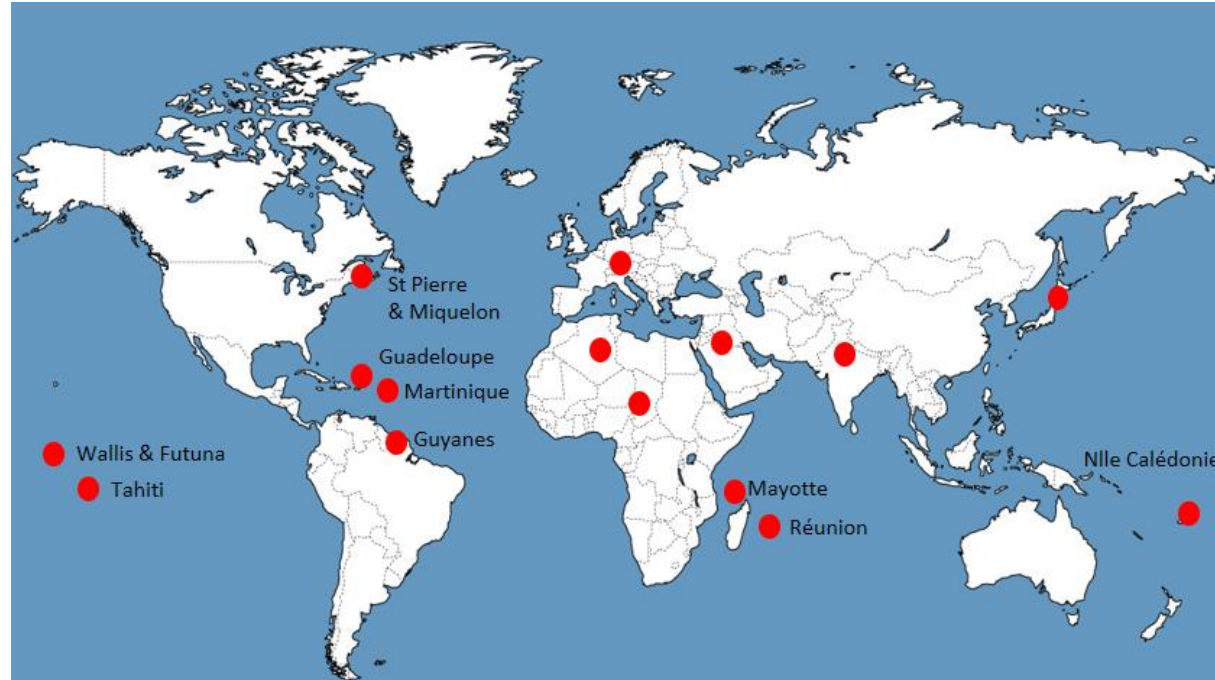 St Pierre
& Miquelon
Guadeloupe
Martinique
Guyanes
Wallis & Futuna
Tahiti
Nlle Calédonie
Mayotte
Réunion